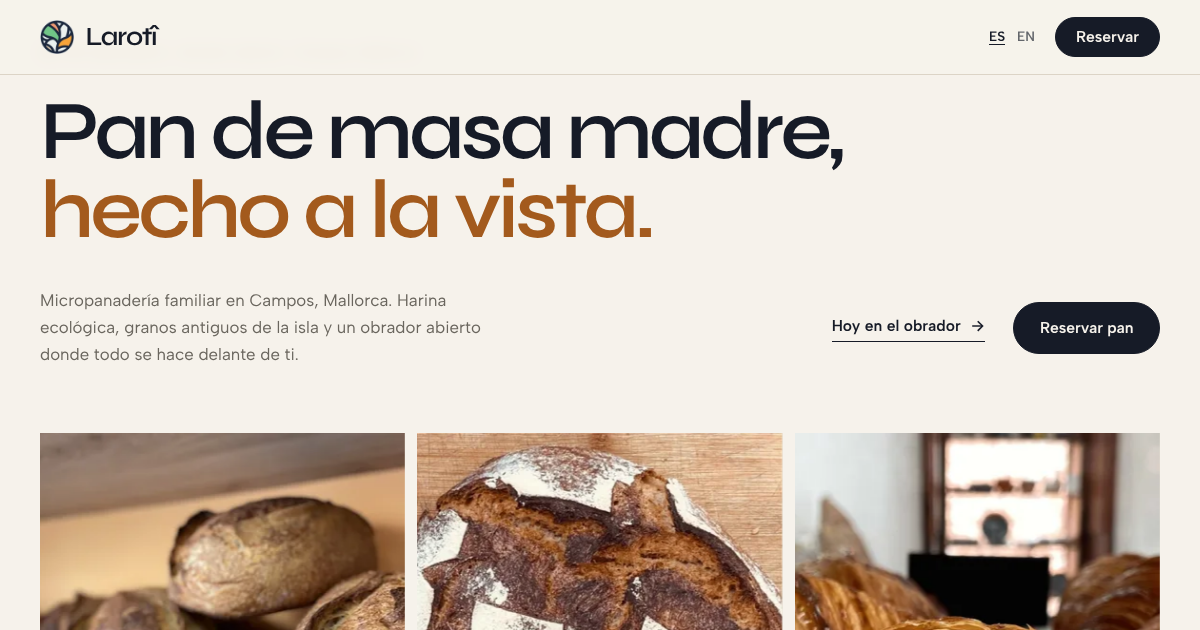 Larotî
ES EN
Reservar
Pan de masa madre,
hecho a la vista.
Micropanadería familiar en Campos, Mallorca. Harina
ecológica, granos antiguos de la isla y un obrador abierto
donde todo se hace delante de ti.
Hoy en el obrador →
Reservar pan